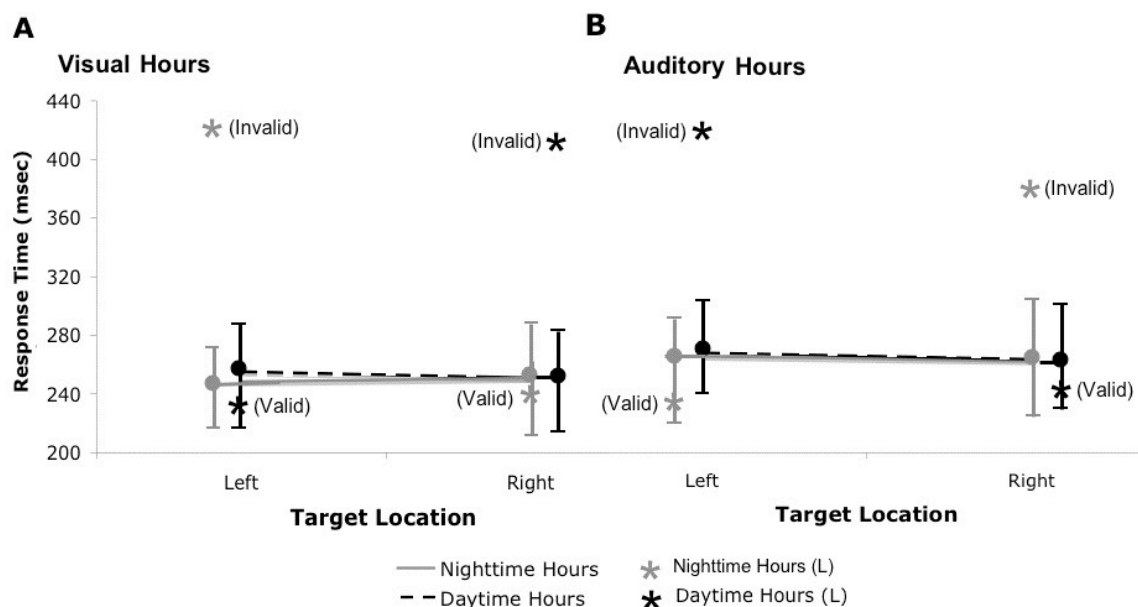 A
B
Visual Hours
Auditory Hours
Response Time (msec)
440
400
360
320
280
240
200
(Invalid)
(Invalid)
(Invalid)
(Invalid)
(Valid)
(Valid)
(Valid)
(Valid)
Left
Right
Left
Right
Target Location
Target Location
Nighttime Hours
Nighttime Hours (L)
Daytime Hours
Daytime Hours (L)